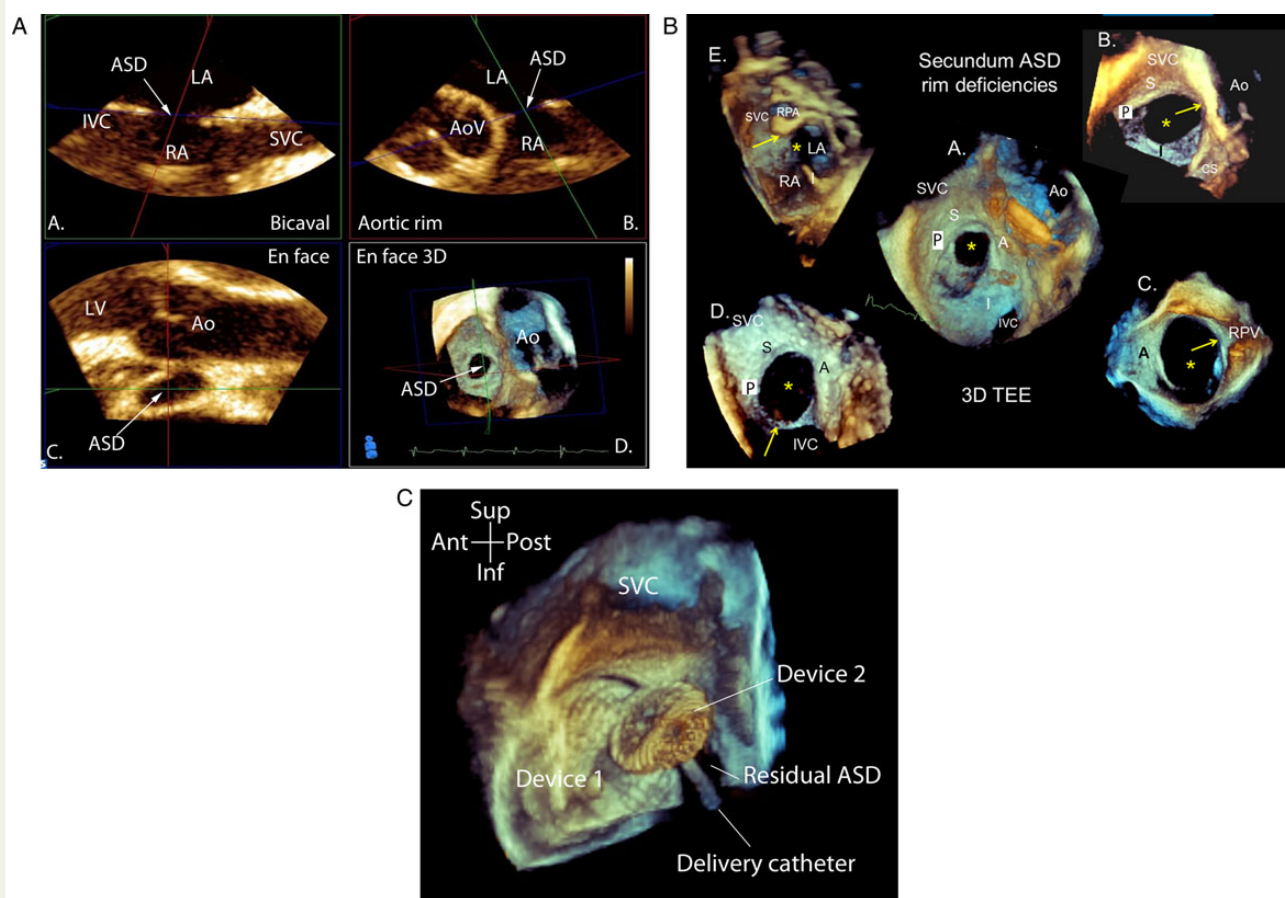 A
ASD
LA
IVC
SVC
RA
A.
Bicaval
LA
ASD
AoV
RA
Aortic rim
B.
En face
LV
Ao
ASD
C.
En face 3D
Ao
ASD
D.
B
E.
Secundum ASD
rim deficiencies
SVC
RPA
LA
RA
I
B.
SVC
S
Ao
P
I
CS
A.
SVC
Ao
S
P
A
I
IVC
D.
SVC
S
A
P
IVC
C.
RPV
A
3D TEE
C
Sup
Ant Post
Inf
SVC
Device 2
Device 1
Residual ASD
Delivery catheter